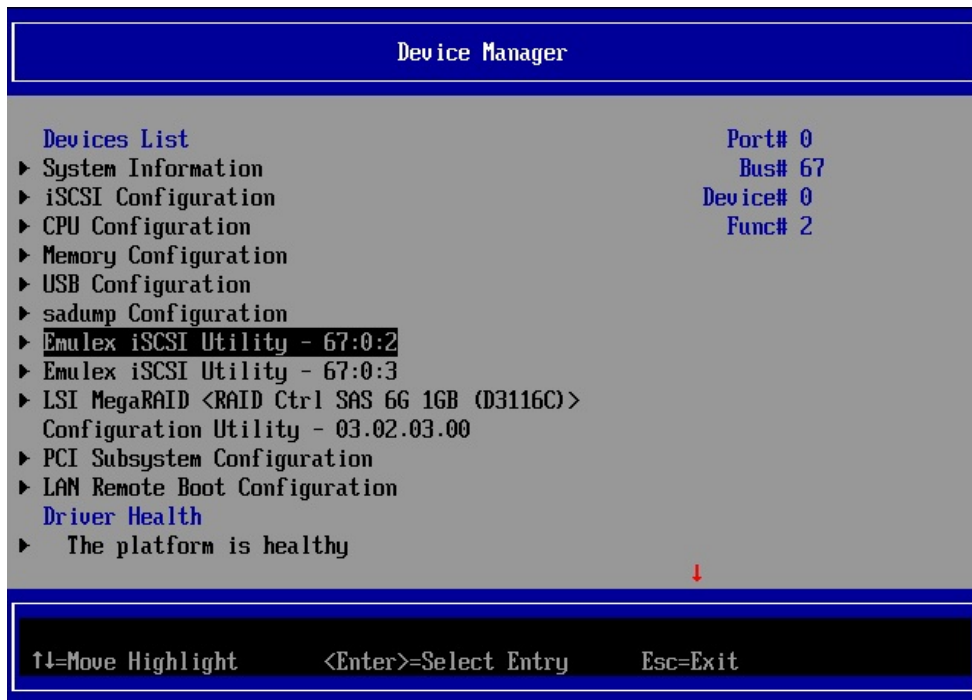 Device Manager
Devices List
Port# 0
▶ System Information
Bus# 67
▶ iSCSI Configuration
Device# 0
▶ CPU Configuration
Func# 2
▶ Memory Configuration
▶ USB Configuration
▶ sadump Configuration
▶ Emulex iSCSI Utility - 67:0:2
▶ Emulex iSCSI Utility - 67:0:3
▶ LSI MegaRAID <RAID Ctrl SAS 6G 1GB (D3116C)>
Configuration Utility - 03.02.03.00
▶ PCI Subsystem Configuration
▶ LAN Remote Boot Configuration
Driver Health
▶ The platform is healthy
↓
↑↓=Move Highlight <Enter>=Select Entry Esc=Exit